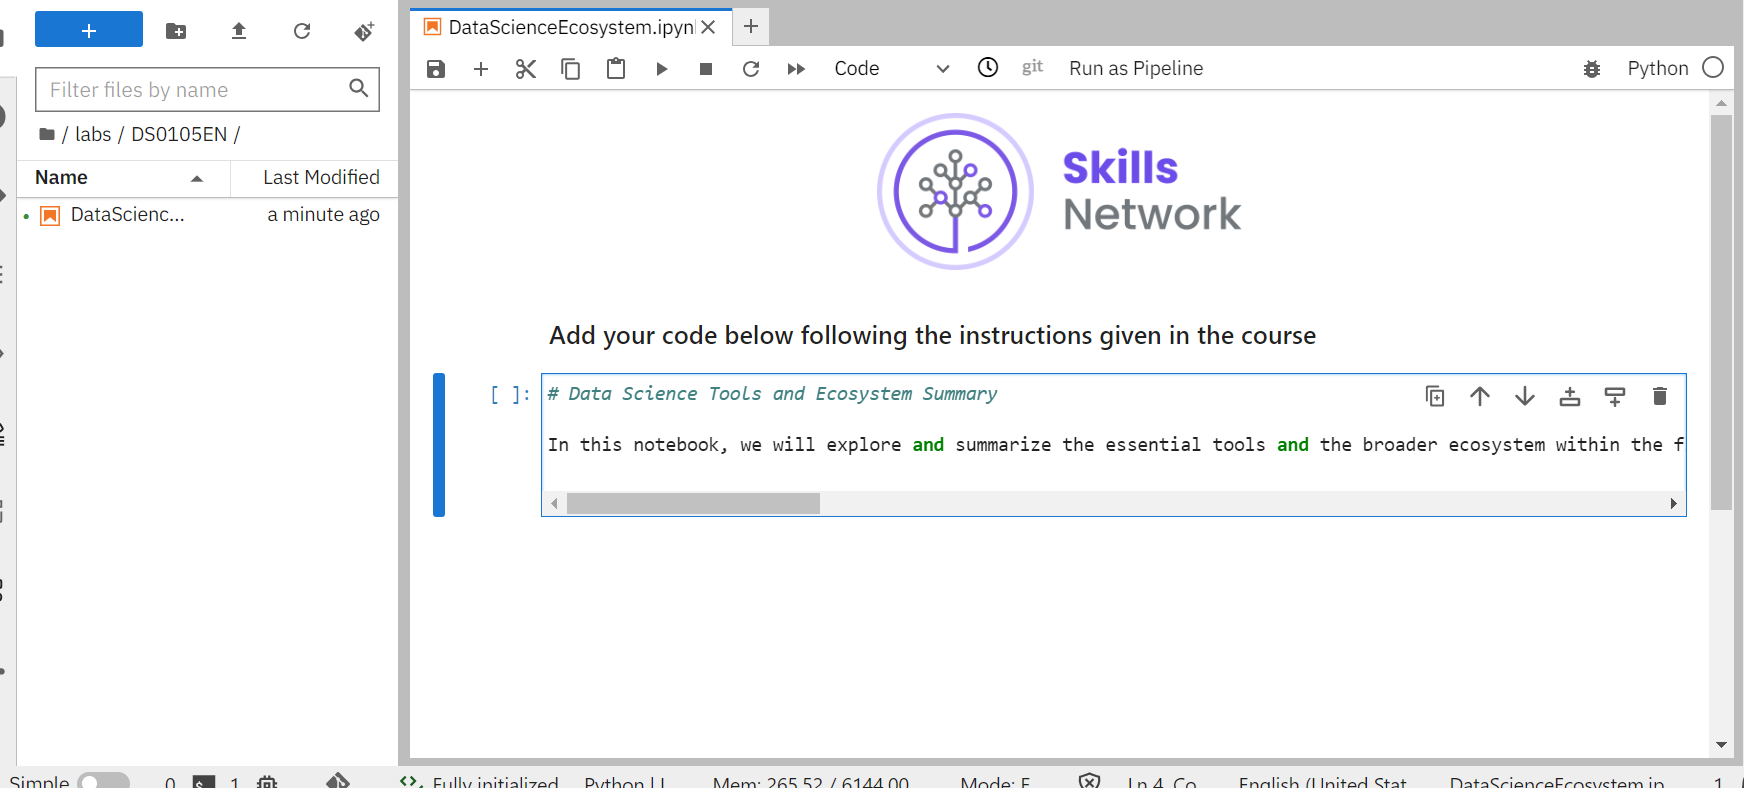 DataScienceEcosystem.ipyn
Filter files by name
Code
git
Run as Pipeline
Python
/ labs / DS0105EN /
Name
Last Modified
DataScienc...
a minute ago
Skills
Network
Add your code below following the instructions given in the course
[ ]:
# Data Science Tools and Ecosystem Summary
In this notebook, we will explore and summarize the essential tools and the broader ecosystem within the f
Simple
0
$_
1
Fully initialized
Python | I
Mem: 265.52 / 6144.00
Mode: E
Ln 4, Co
English (United Stat
DataScienceEcosystem.ip
1